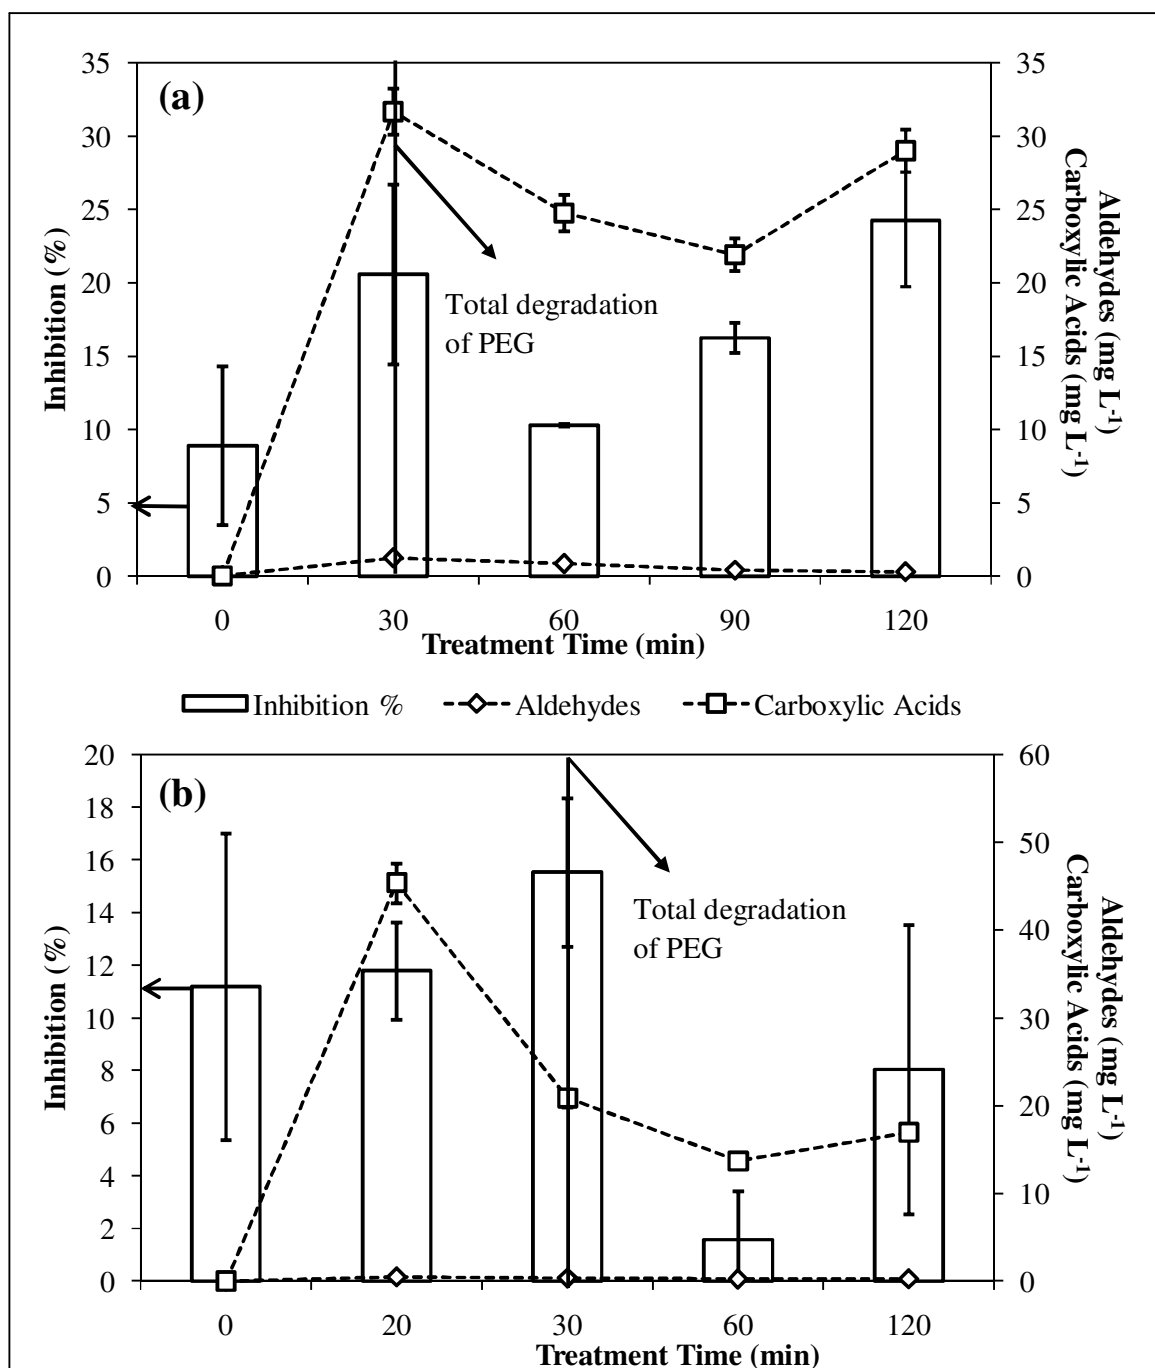 (a)
35
30
25
20
15
10
5
0
Inhibition (%)
35
30
25
20
15
10
5
0
Aldehydes (mg L-1)
Carboxylic Acids (mg L-1)
Total degradation
of PEG
0 30 60 90 120
Treatment Time (min)
Inhibition % Aldehydes Carboxylic Acids
(b)
20
18
16
14
12
10
8
6
4
2
0
Inhibition (%)
60
50
40
30
20
10
0
Aldehydes (mg L-1)
Carboxylic Acids (mg L-1)
Total degradation
of PEG
0 20 30 60 120
Treatment Time (min)